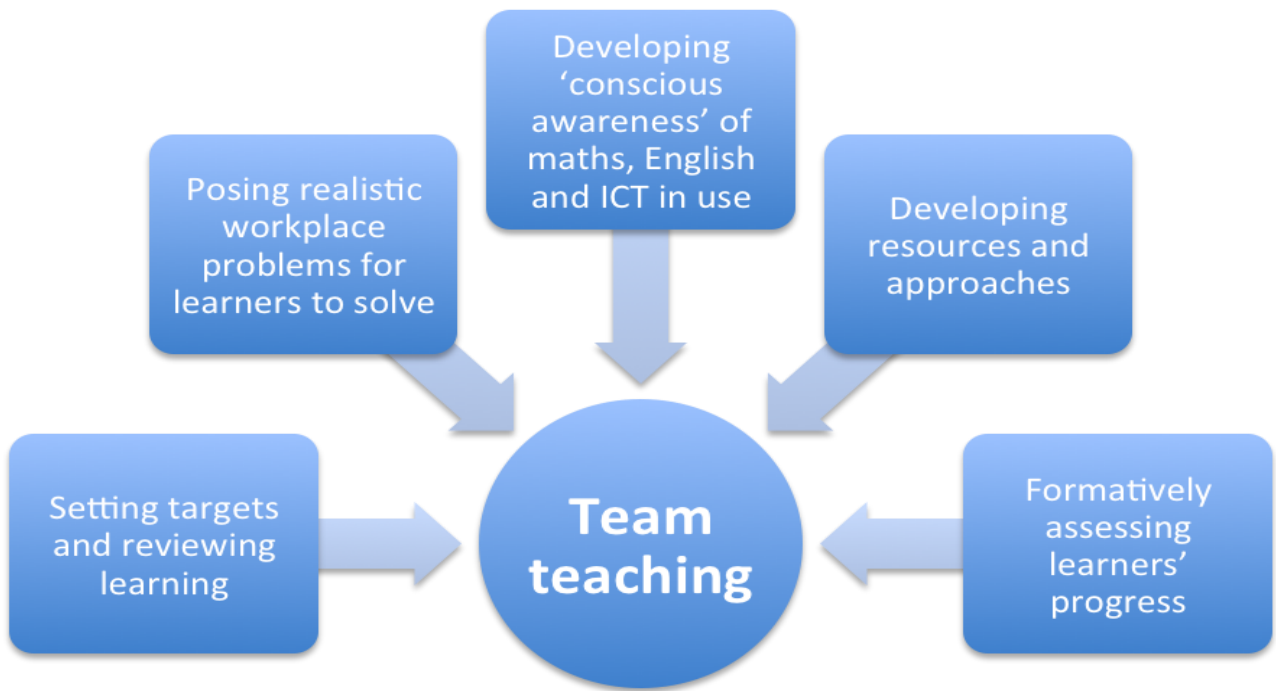 Setting targets
and reviewing
learning
Posing realistic
workplace
problems for
learners to solve
Developing
‘conscious
awareness’ of
maths, English
and ICT in use
Developing
resources and
approaches
Formatively
assessing
learners’
progress
Team
teaching